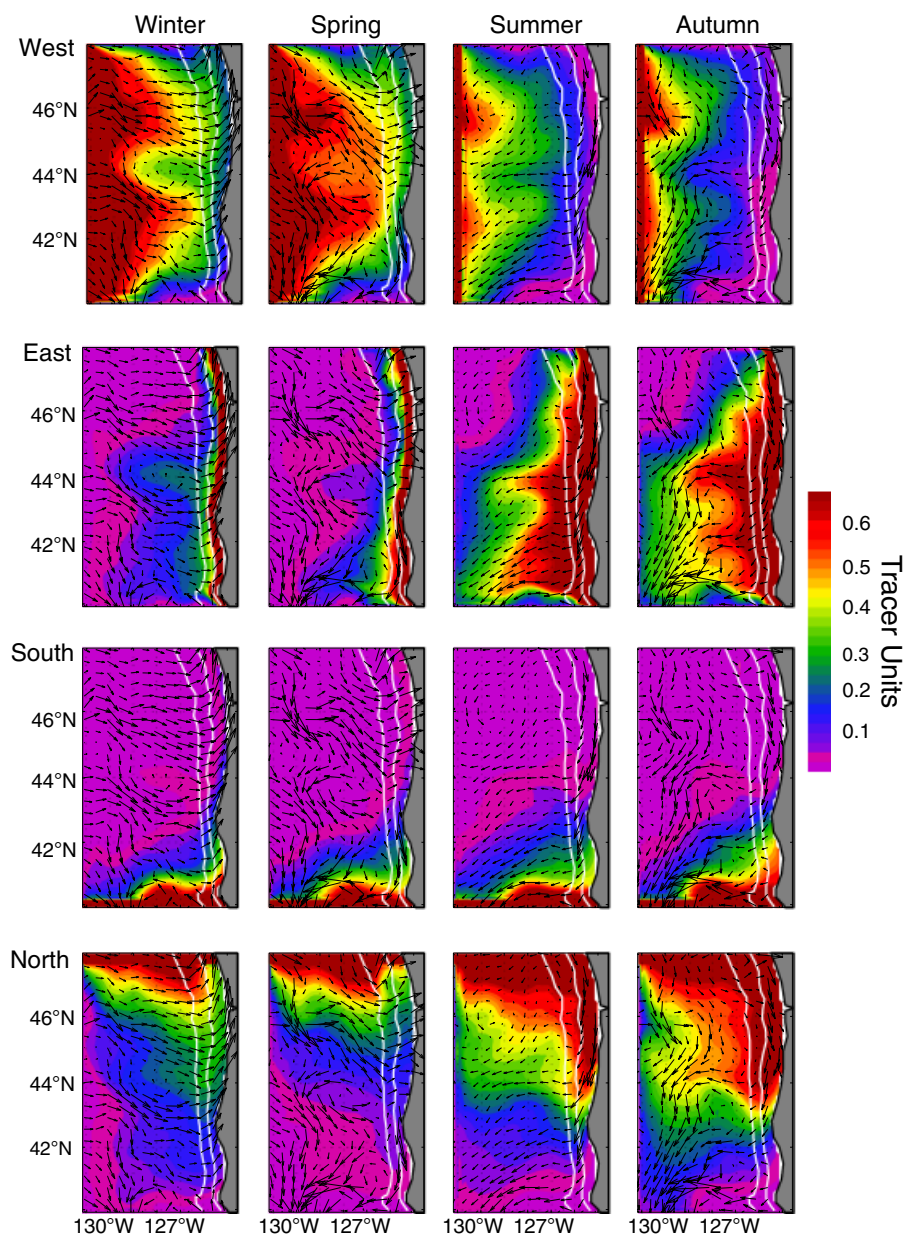 Winter Spring Summer Autumn
West
46°N
44°N
42°N
East
46°N
44°N
42°N
0.6
0.5
0.4
0.3
0.2
0.1
Tracer Units
South
46°N
44°N
42°N
North
46°N
44°N
42°N
130°W 127°W 130°W 127°W 130°W 127°W 130°W 127°W